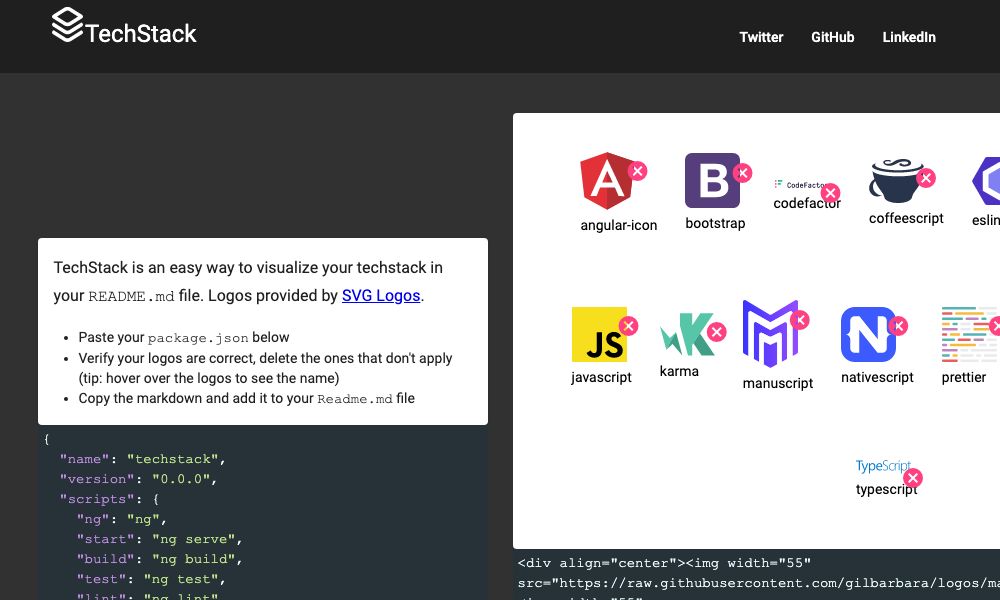 TechStack
Twitter GitHub LinkedIn
TechStack is an easy way to visualize your techstack in
your README.md file. Logos provided by SVG Logos.
Paste your package.json below
Verify your logos are correct, delete the ones that don't apply
(tip: hover over the logos to see the name)
Copy the markdown and add it to your Readme.md file
{
"name": "techstack",
"version": "0.0.0",
"scripts": {
"ng": "ng",
"start": "ng serve",
"build": "ng build",
"test": "ng test",
"lint": "ng lint"
A B CodeFactor
angular-icon bootstrap codefactor coffeescript eslin
JS K M N
javascript karma manuscript nativescript prettier
TypeScript
typescript
<div align="center"><img width="55"
src="https://raw.githubusercontent.com/gilbarbara/logos/ma